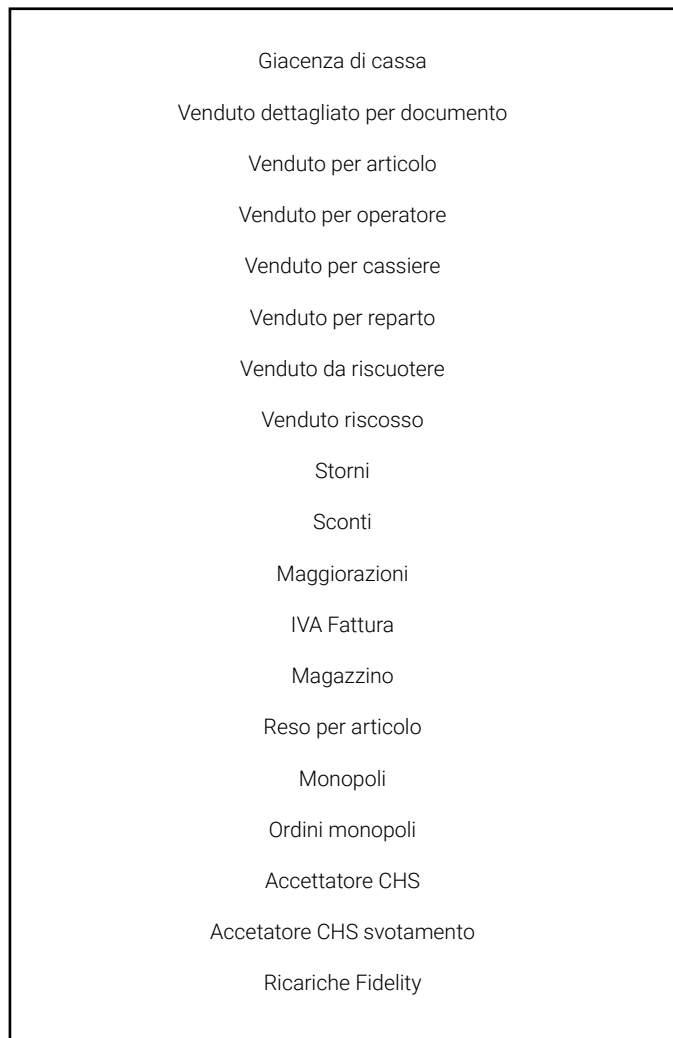 Giacenza di cassa
Venduto dettagliato per documento
Venduto per articolo
Venduto per operatore
Venduto per cassiere
Venduto per reparto
Venduto da riscuotere
Venduto riscosso
Storni
Sconti
Maggiorazioni
IVA Fattura
Magazzino
Reso per articolo
Monopoli
Ordini monopoli
Accettatore CHS
Accetatore CHS svotamento
Ricariche Fidelity